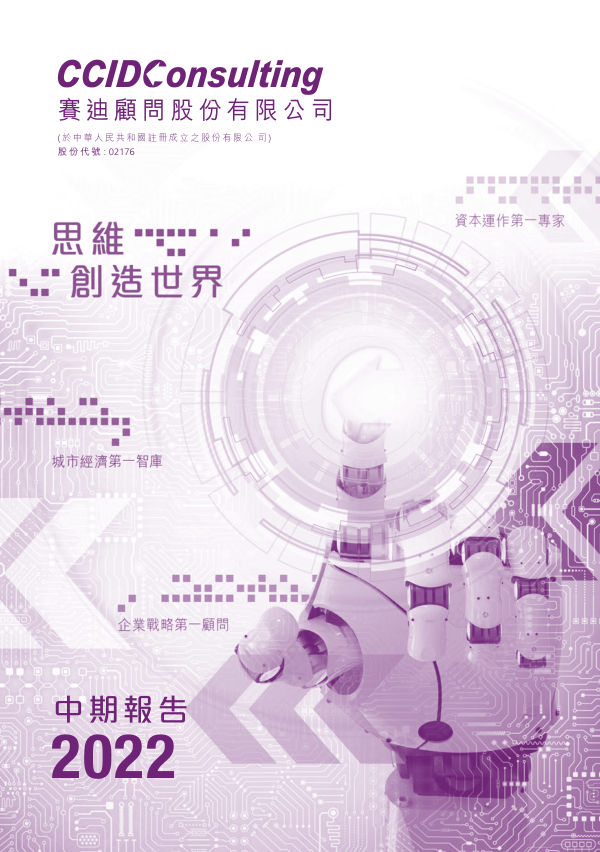 CCIDConsulting
賽迪顧問股份有限公司
(於中華人民共和國註冊成立之股份有限公司)
股份代號 : 02176
資本運作第一專家
思維
創造世界
城市經濟第一智庫
企業戰略第一顧問
中期報告
2022